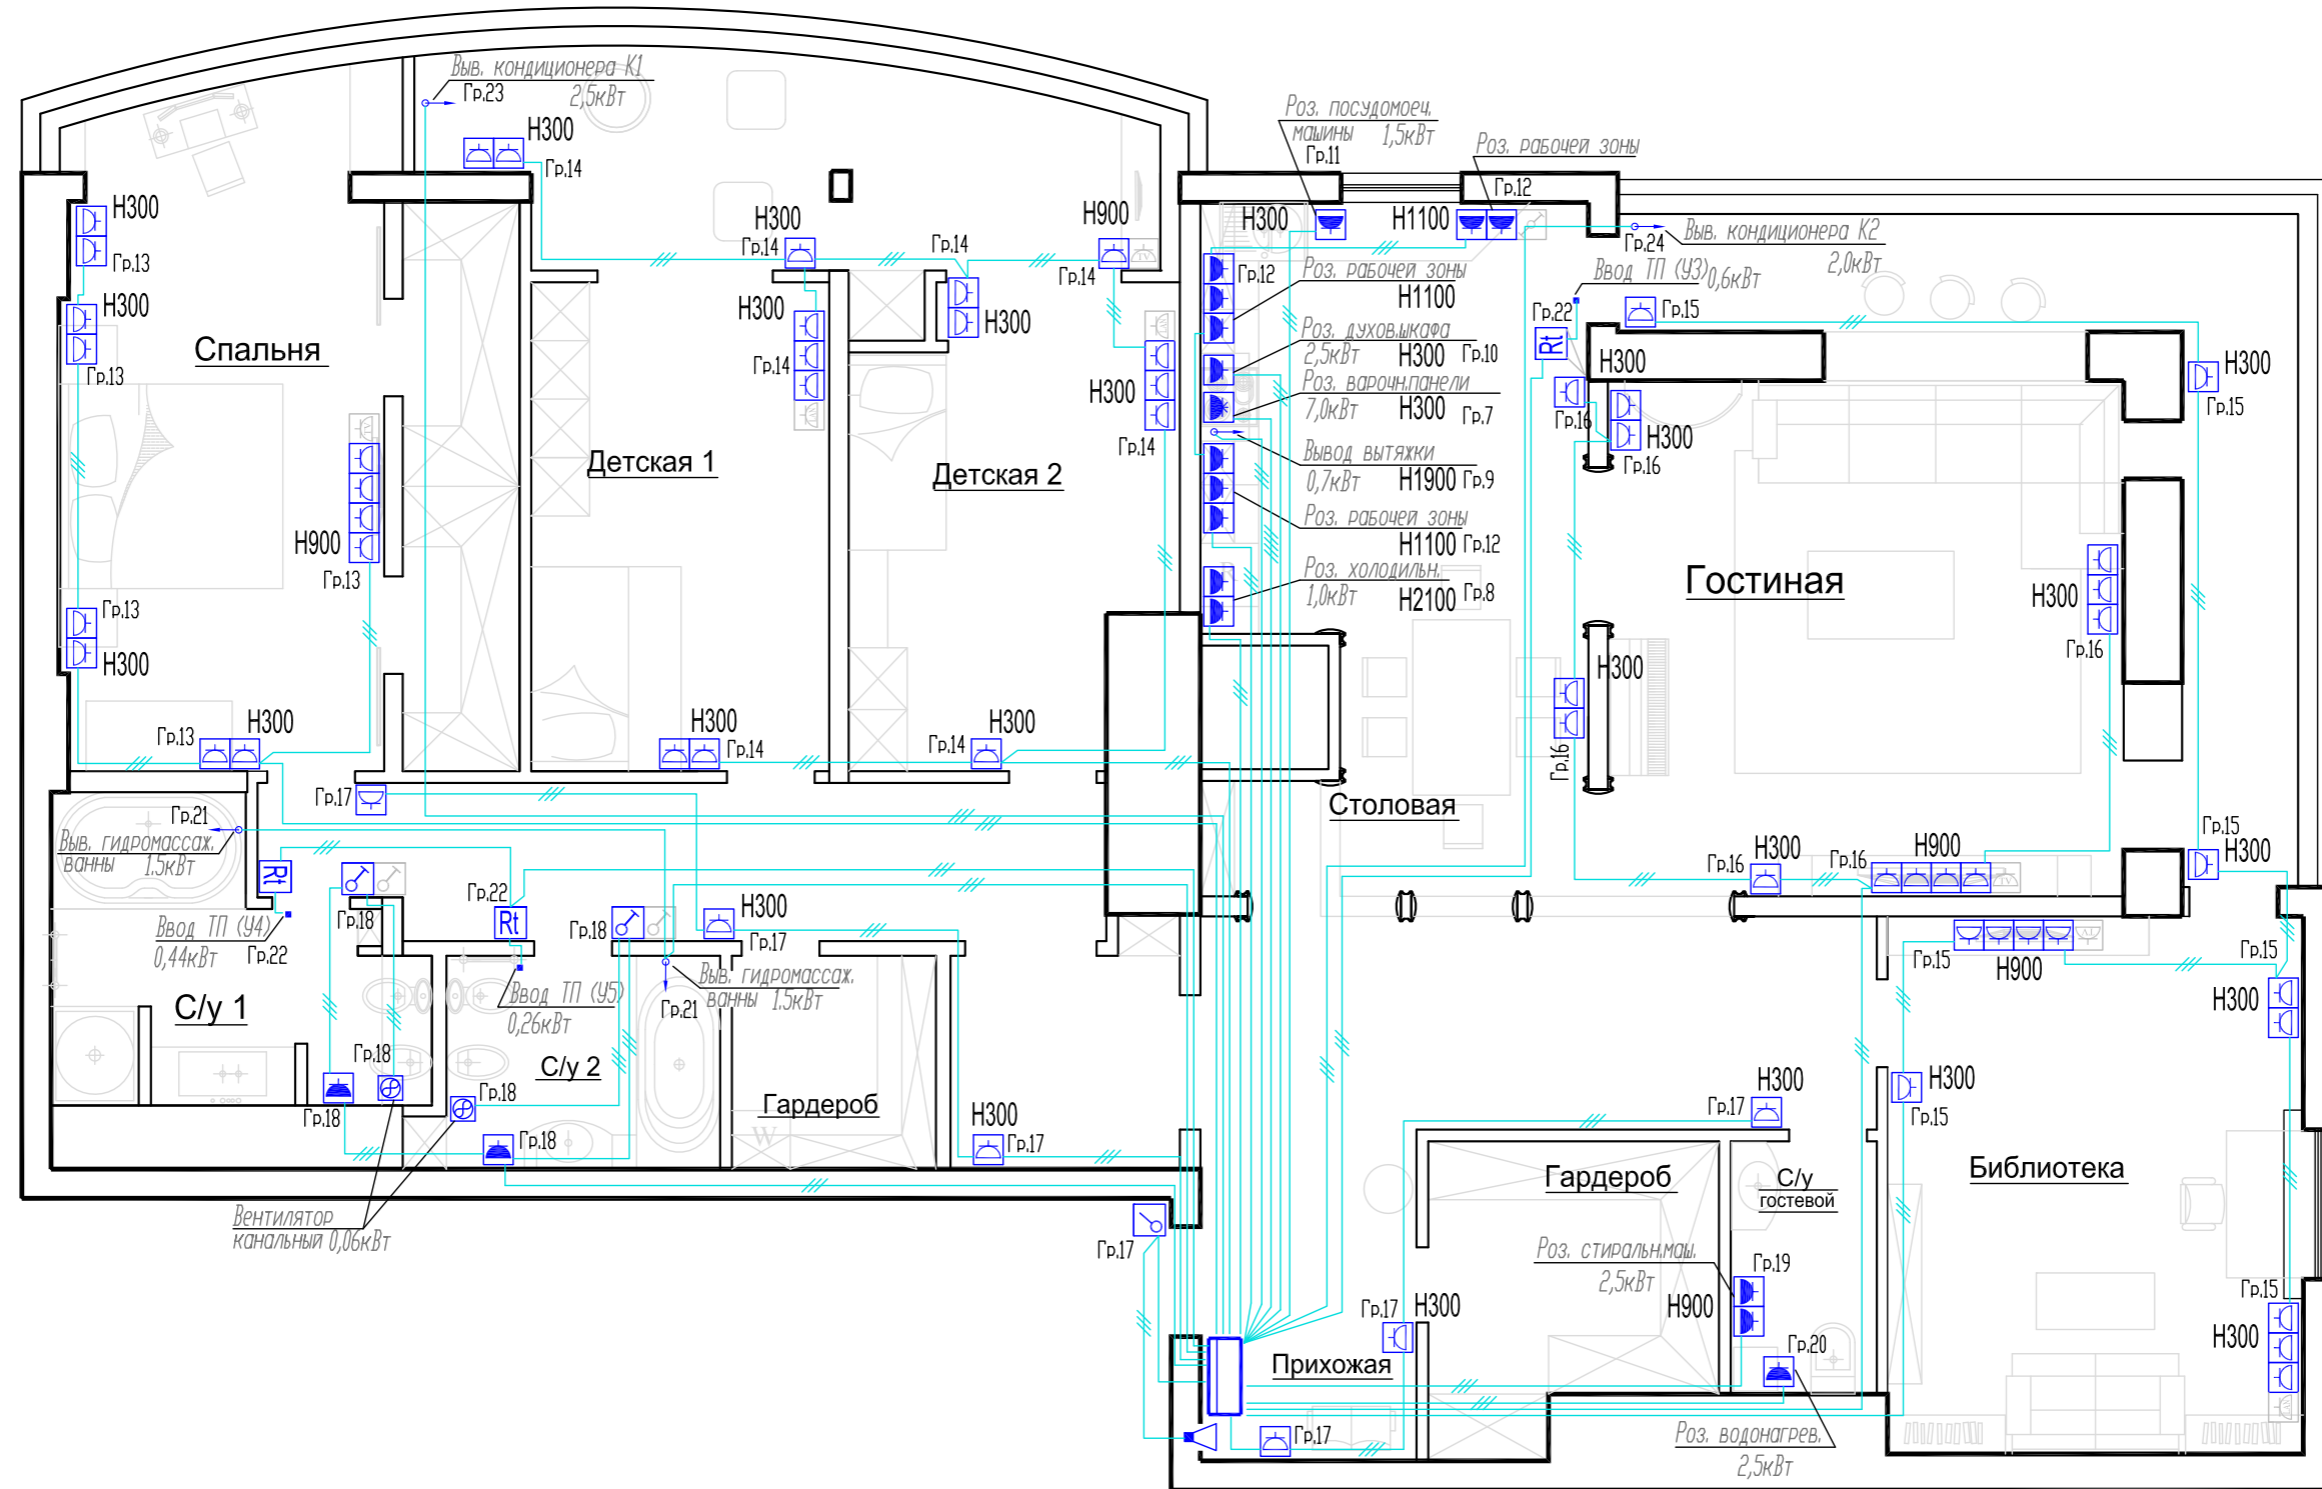 Выв. кондиционера К1
Гр.23
2,5кВт
Н300
Гр.14
Роз. посудомоеч.
машины 1,5кВт
Гр.11
Роз. рабочей зоны
Гр.12
Н300
Гр.13
Н300
Гр.14
Гр.14
Н900
Гр.14
Н300
Н1100
Гр.24
Выв. кондиционера К2
2,0кВт
Гр.12
Роз. рабочей зоны
Н1100
Ввод ТП (У3)
0,6кВт
Гр.22
Гр.15
Rt
Н300
Гр.13
Спальня
Н300
Гр.14
Н300
Роз. духов.шкафа
2,5кВт
Н300
Гр.10
Роз. варочн.панели
7,0кВт
Н300
Гр.7
Н300
Гр.16
Н300
Гр.16
Н300
Гр.15
Н300
Гр.14
Детская 1
Детская 2
Вывод вытяжки
0,7кВт
Н1900
Гр.9
Роз. рабочей зоны
Н1100
Гр.12
Роз. холодильн.
1,0кВт
Н2100
Гр.8
Н900
Гр.13
Гр.13
Н300
Гостиная
Н300
Гр.16
Н300
Гр.16
Гр.13
Н300
Н300
Гр.14
Гр.14
Н300
Столовая
Гр.17
Гр.21
Выв. гидромассаж.
ванны 1.5кВт
Rt
Гр.18
Гр.22
Rt
Гр.18
Н300
Гр.17
Н300
Гр.16
Гр.16
Н900
Гр.15
Н300
Ввод ТП (У4)
0,44кВт
Гр.22
Ввод ТП (У5)
0,26кВт
Выв. гидромассаж.
ванны 1.5кВт
Гр.21
Гр.15
Н900
Гр.15
Н300
С/у 1
С/у 2
Гр.18
Гр.18
Гр.18
Гр.18
Гардероб
W
Н300
Гр.17
Н300
Гр.17
Н300
Гр.15
Вентилятор
канальный 0,06кВт
Гр.17
Гардероб
С/у
гостевой
Библиотека
Роз. стиральн.маш.
2,5кВт
Гр.19
Н900
Гр.17
Н300
Гр.20
Гр.15
Н300
Прихожая
Гр.17
Роз. водонагрев.
2,5кВт